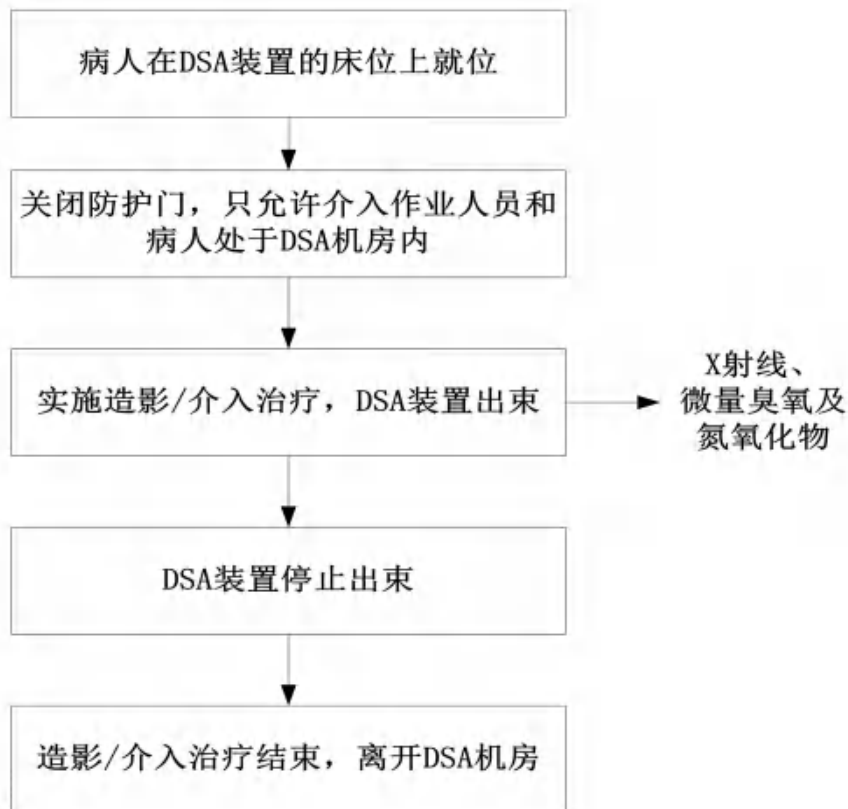 病人在DSA装置的床位上就位
关闭防护门，只允许介入作业人员和
病人处于DSA机房内
实施造影/介入治疗，DSA装置出束
X射线、
微量臭氧及
氮氧化物
DSA装置停止出束
造影/介入治疗结束，离开DSA机房